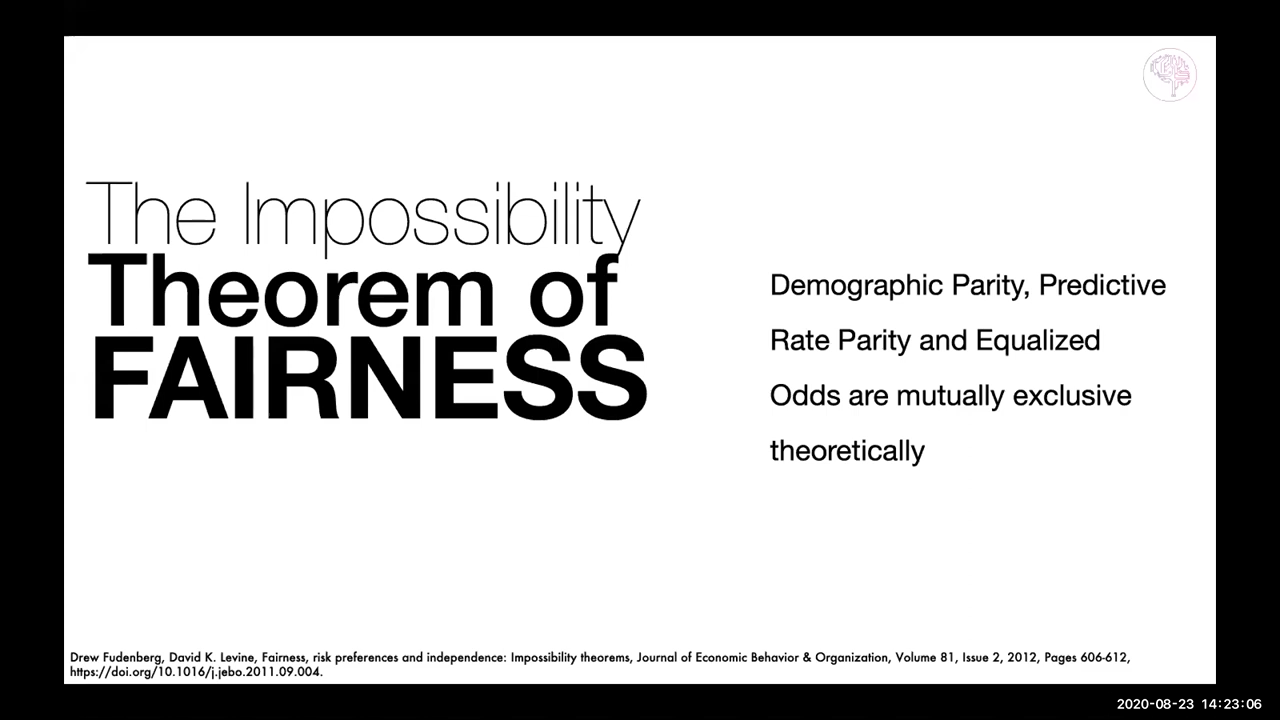 The Impossibility
Theorem of
FAIRNESS
Demographic Parity, Predictive
Rate Parity and Equalized
Odds are mutually exclusive
theoretically
Drew Fudenberg, David K. Levine, Fairness, risk preferences and independence: Impossibility theorems, Journal of Economic Behavior & Organization, Volume 81, Issue 2, 2012, Pages 606-612,
https://doi.org/10.1016/j.jebo.2011.09.004.
2020-08-23 14:23:06